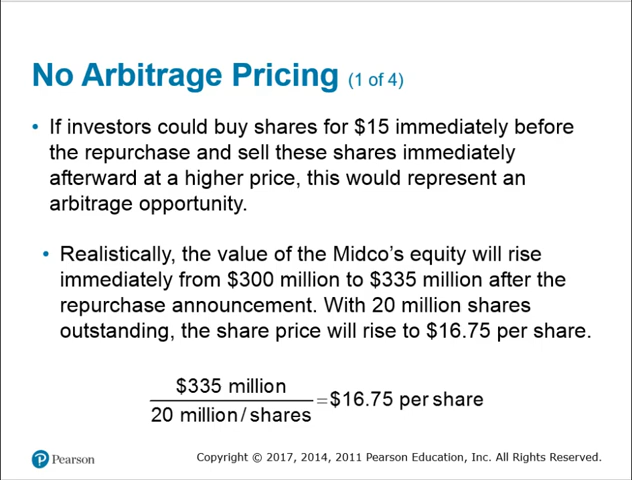 No Arbitrage Pricing (1 of 4)
• If investors could buy shares for $15 immediately before
the repurchase and sell these shares immediately
afterward at a higher price, this would represent an
arbitrage opportunity.
• Realistically, the value of the Midco's equity will rise
immediately from $300 million to $335 million after the
repurchase announcement. With 20 million shares
outstanding, the share price will rise to $16.75 per share.
$335 million
20 million/shares
=$16.75 per share
Pearson
Copyright © 2017, 2014, 2011 Pearson Education, Inc. All Rights Reserved.